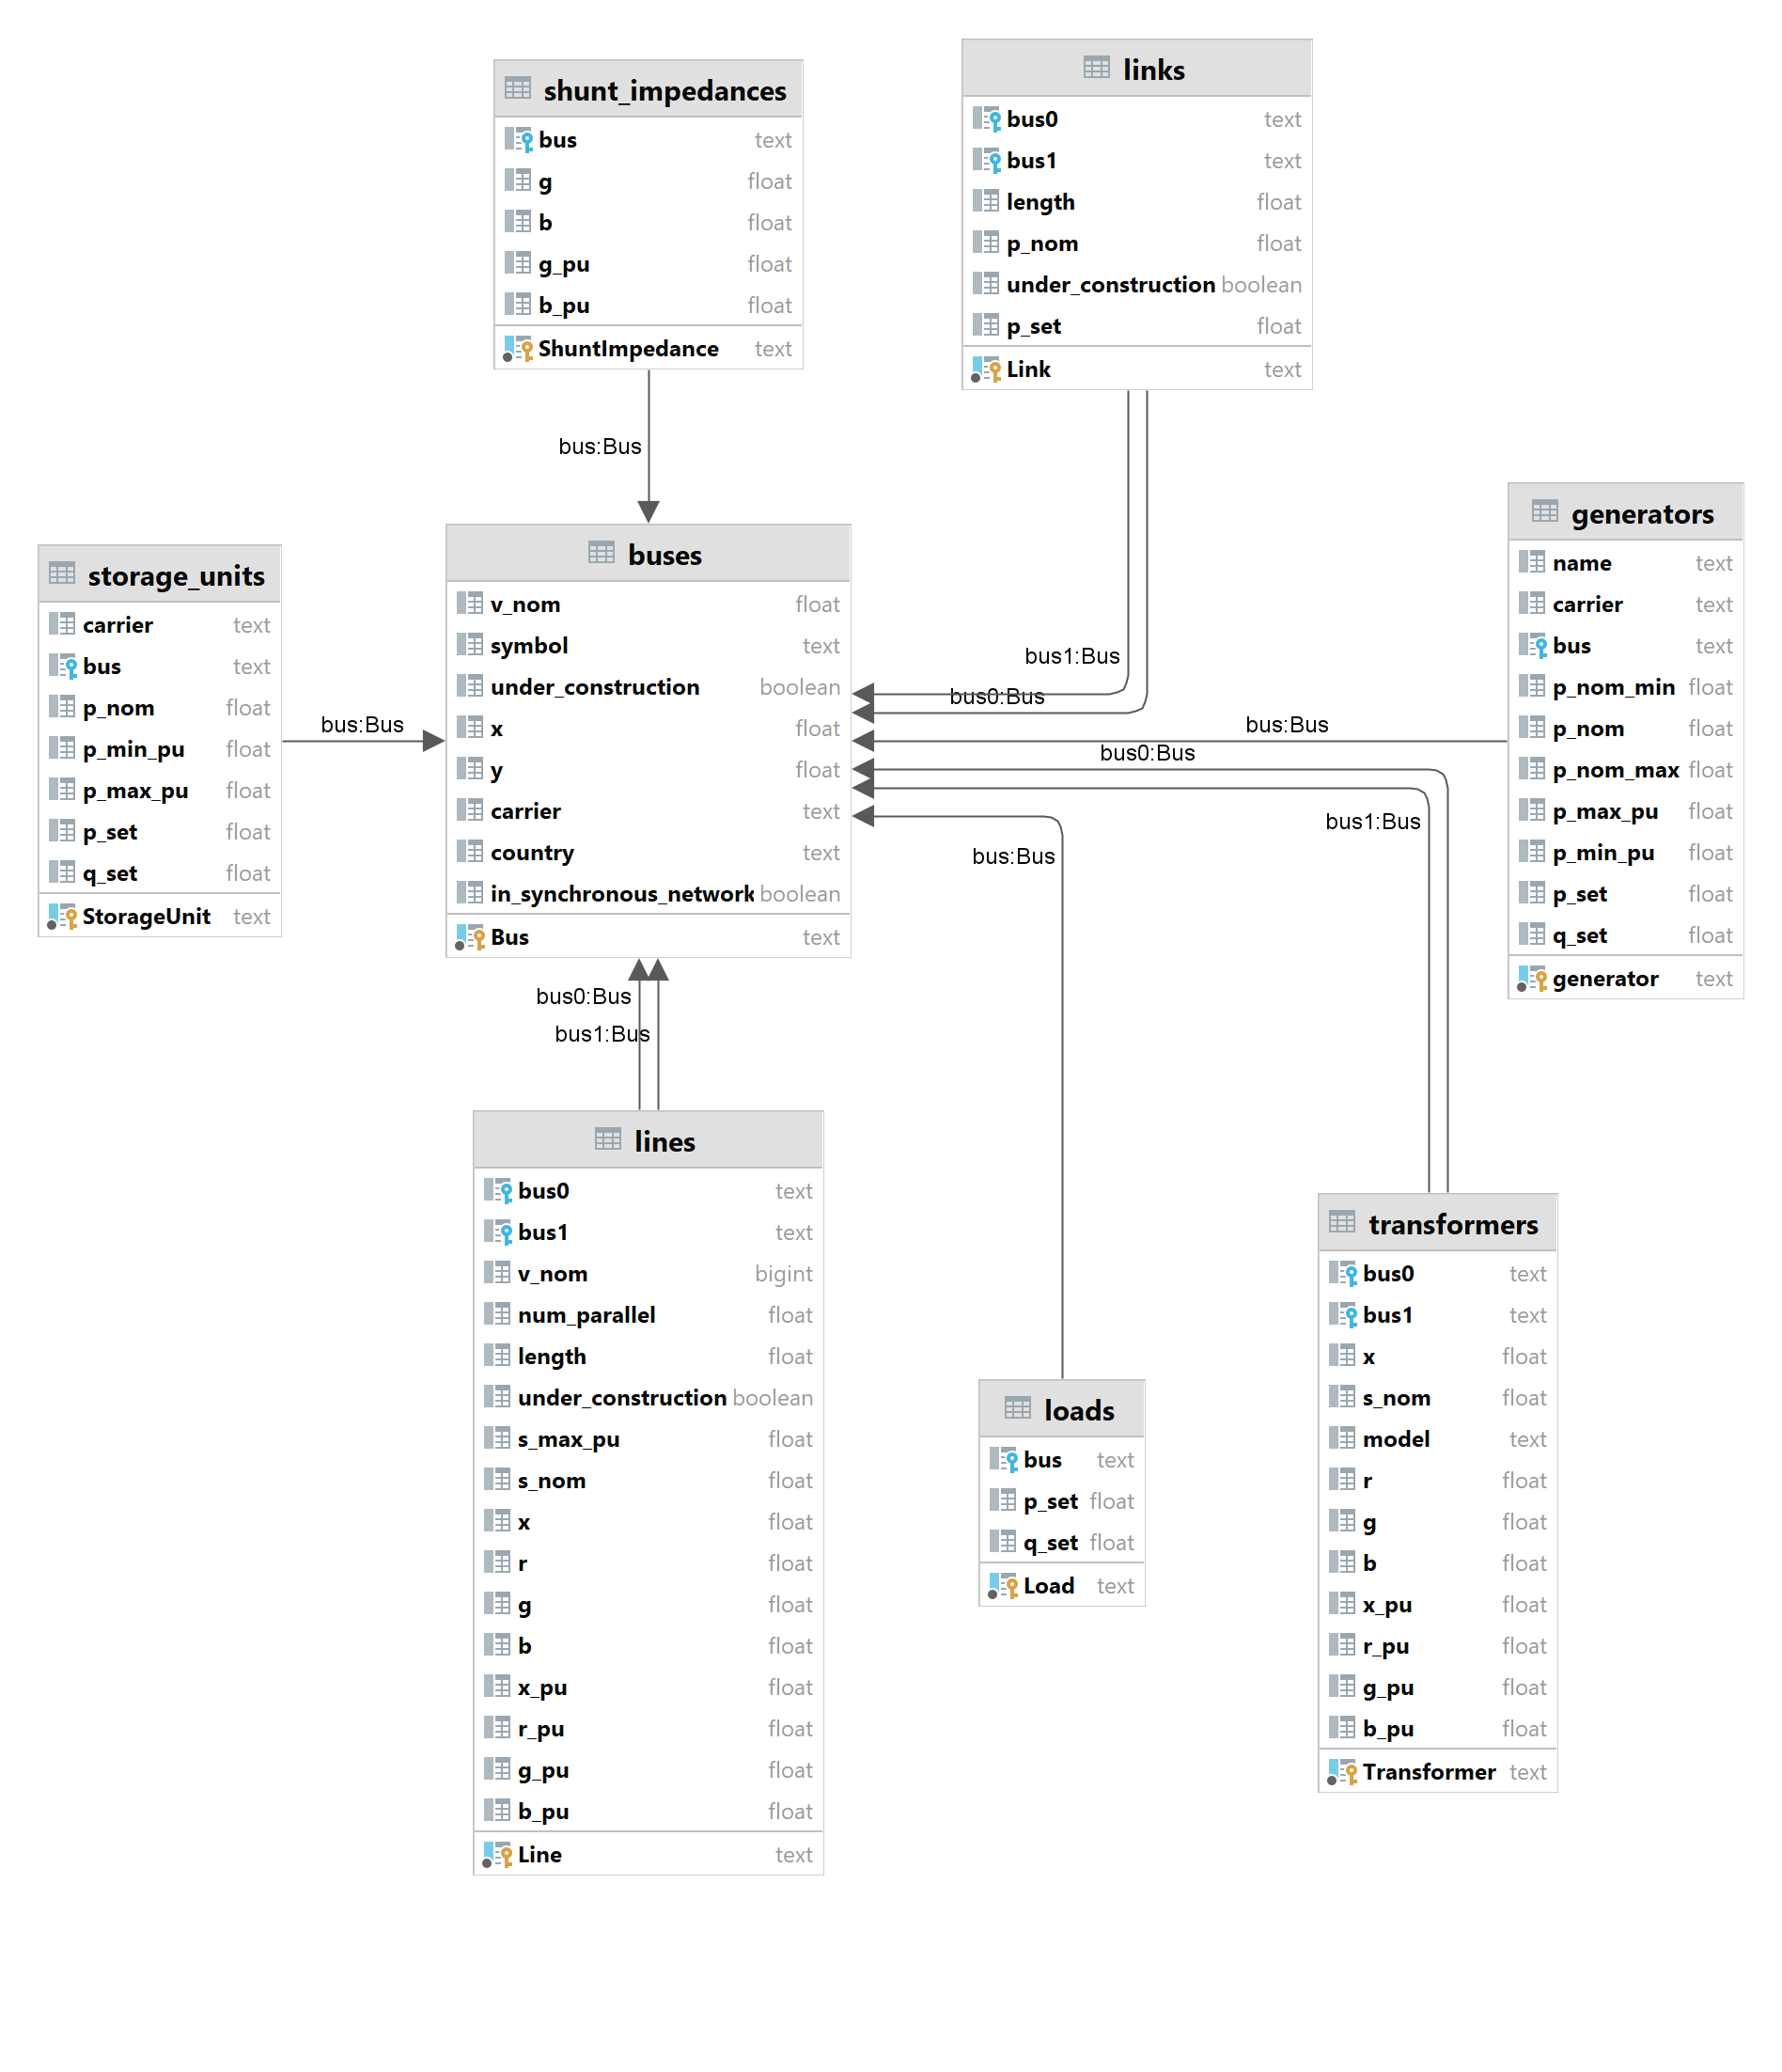 shunt_impedances
bus text
g float
b float
g_pu float
b_pu float
ShuntImpedance text
links
bus0 text
bus1 text
length float
p_nom float
under_construction boolean
p_set float
Link text
bus:Bus
storage_units
carrier text
bus text
p_nom float
p_min_pu float
p_max_pu float
p_set float
q_set float
StorageUnit text
bus:Bus
buses
v_nom float
symbol text
under_construction boolean
x float
y float
carrier text
country text
in_synchronous_network boolean
Bus text
bus1:Bus
bus0:Bus
bus:Bus
bus0:Bus
bus1:Bus
bus:Bus
generators
name text
carrier text
bus text
p_nom_min float
p_nom float
p_nom_max float
p_max_pu float
p_min_pu float
p_set float
q_set float
generator text
bus0:Bus
bus1:Bus
lines
bus0 text
bus1 text
v_nom bigint
num_parallel float
length float
under_construction boolean
s_max_pu float
s_nom float
x float
r float
g float
b float
x_pu float
r_pu float
g_pu float
b_pu float
Line text
loads
bus text
p_set float
q_set float
Load text
transformers
bus0 text
bus1 text
x float
s_nom float
model text
r float
g float
b float
x_pu float
r_pu float
g_pu float
b_pu float
Transformer text